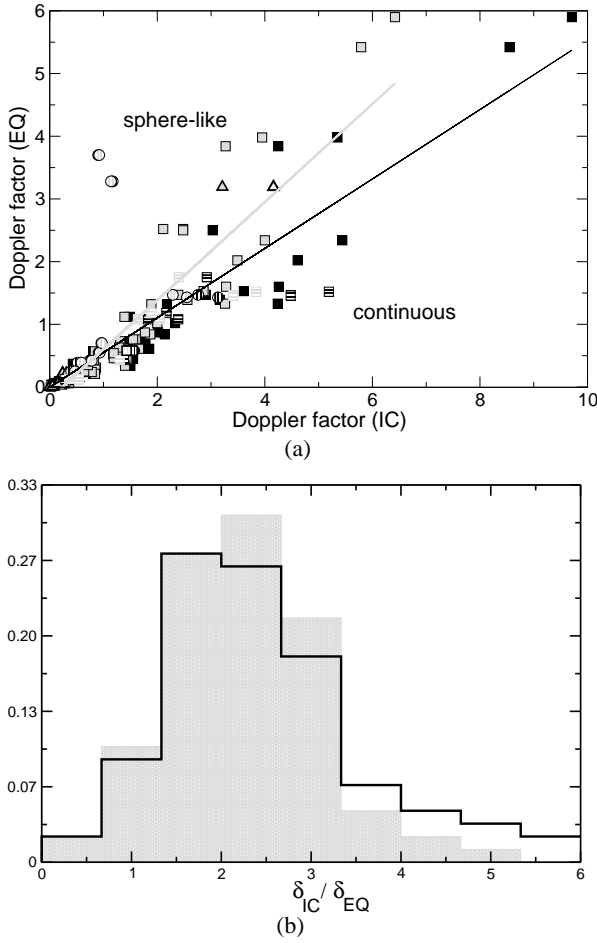 6
5
4
3
2
1
0
Doppler factor (EQ)
sphere-like
continuous
0 2 4 6 8 10
Doppler factor (IC)
(a)
0.33
0.27
0.20
0.13
0.07
0
0 1 2 3 4 5 6
δIC / δEQ
(b)